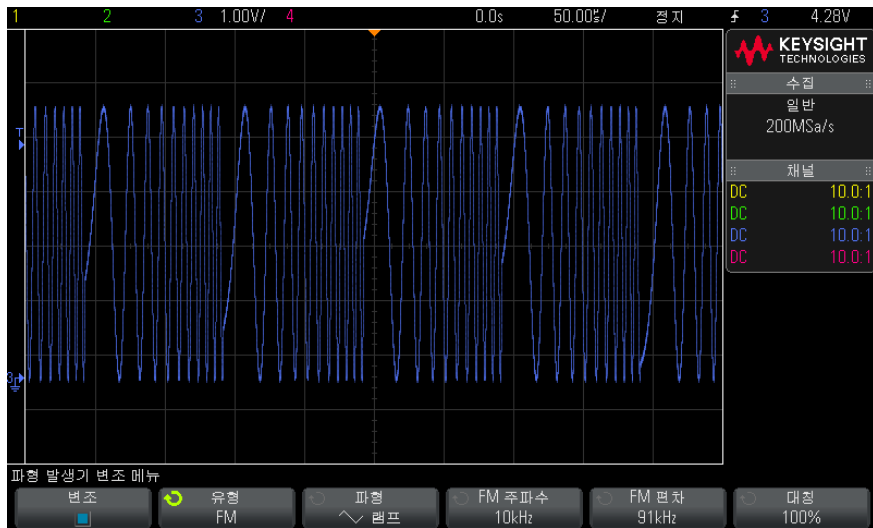 1 2 3 1.00V/ 4 0.0s 50.00㎲/ 정지 3 4.28V
KEYSIGHT
TECHNOLOGIES
수집
일반
200MSa/s
채널
DC 10.0:1
DC 10.0:1
DC 10.0:1
DC 10.0:1
T
3
파형 발생기 변조 메뉴
변조 유형 파형 FM 주파수 FM 편차 대칭
FM 램프 10kHz 91kHz 100%